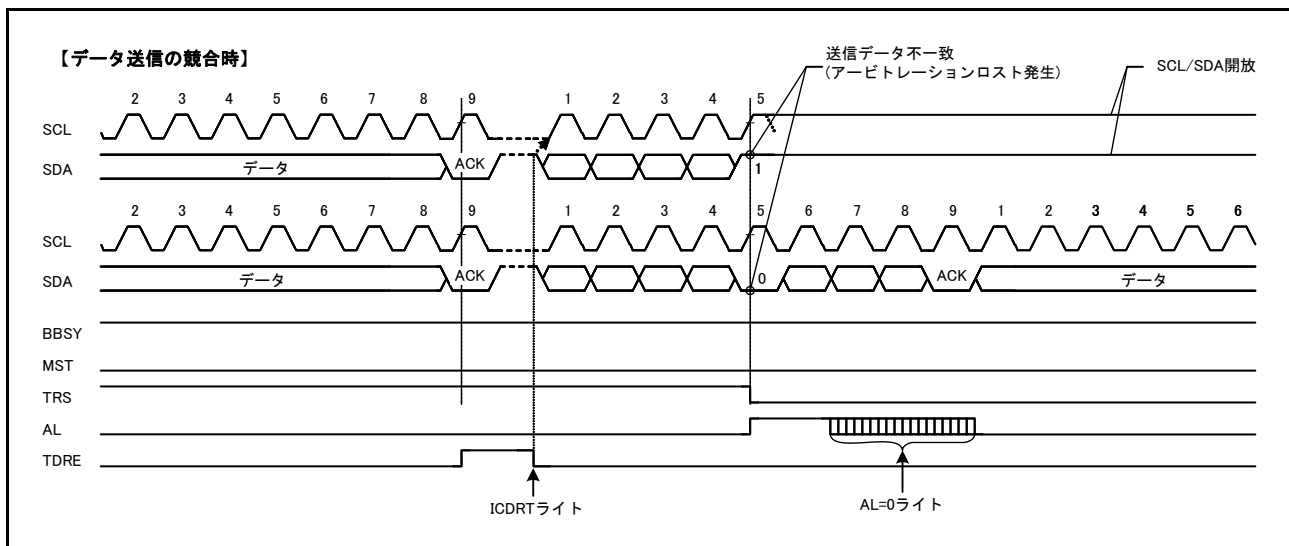 【データ送信の競合時】
送信データ不一致
(アービトレーションロスト発生)
SCL/SDA開放
2 3 4 5 6 7 8 9 1 2 3 4 5
SCL
SDA
データ
ACK
1
2 3 4 5 6 7 8 9 1 2 3 4 5 6 7 8 9 1 2 3 4 5 6
SCL
SDA
データ
ACK
0
ACK
データ
BBSY
MST
TRS
AL
TDRE
ICDRTライト
AL=0ライト